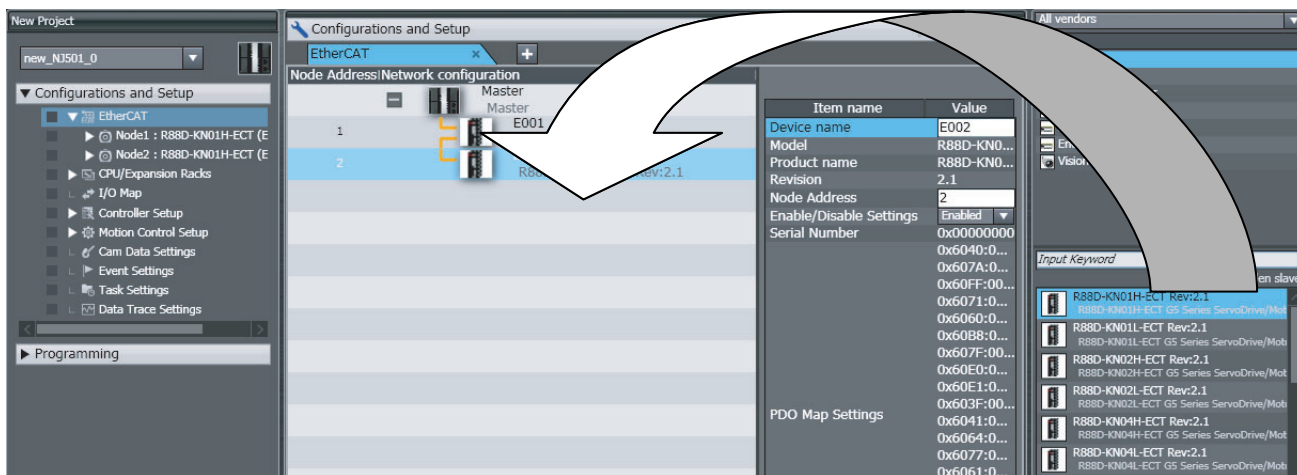 New Project
new_NJ501_0
Configurations and Setup
EtherCAT
Node1 : R88D-KN01H-ECT (E
Node2 : R88D-KN01H-ECT (E
CPU/Expansion Racks
I/O Map
Controller Setup
Motion Control Setup
Cam Data Settings
Event Settings
Task Settings
Data Trace Settings
Programming
Configurations and Setup
EtherCAT
Node Address|Network configuration
Master
Master
1
E001
2
Rev:2.1
Item name Value
Device name E002
Model R88D-KN0...
Product name R88D-KN0...
Revision 2.1
Node Address 2
Enable/Disable Settings Enabled
Serial Number 0x00000000
0x6040:0...
0x607A:0...
0x60FF:00...
0x6071:0...
0x6060:0...
0x60B8:0...
0x607F:00...
0x60E0:0...
0x60E1:0...
0x603F:00...
PDO Map Settings
0x6041:0...
0x6064:0...
0x6077:0...
0x6061:0...
All vendors
Vision
Input Keyword
en slave
R88D-KN01H-ECT Rev:2.1
R88D-KN01H-ECT G5 Series ServoDrive/Mot
R88D-KN01L-ECT Rev:2.1
R88D-KN01L-ECT G5 Series ServoDrive/Mot
R88D-KN02H-ECT Rev:2.1
R88D-KN02H-ECT G5 Series ServoDrive/Mot
R88D-KN02L-ECT Rev:2.1
R88D-KN02L-ECT G5 Series ServoDrive/Mot
R88D-KN04H-ECT Rev:2.1
R88D-KN04H-ECT G5 Series ServoDrive/Mot
R88D-KN04L-ECT Rev:2.1
R88D-KN04L-ECT G5 Series ServoDrive/Mot